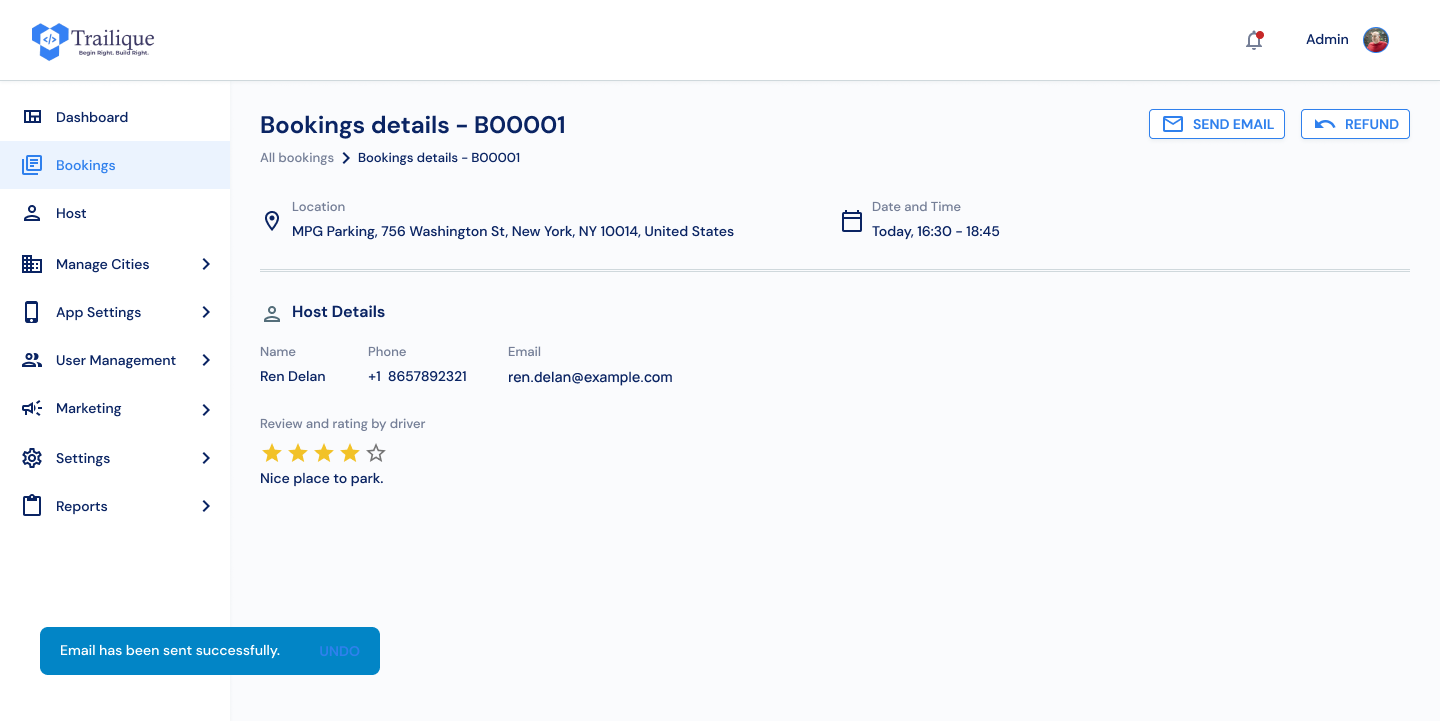 Trailique
Begin Right. Build Right.
Admin
Dashboard
Bookings
Host
Manage Cities
App Settings
User Management
Marketing
Settings
Reports
Bookings details - B00001
SEND EMAIL
REFUND
All bookings
Bookings details - B00001
Location
MPG Parking, 756 Washington St, New York, NY 10014, United States
Date and Time
Today, 16:30 - 18:45
Host Details
Name
Ren Delan
Phone
+1 8657892321
Email
ren.delan@example.com
Review and rating by driver
Nice place to park.
Email has been sent successfully.
UNDO